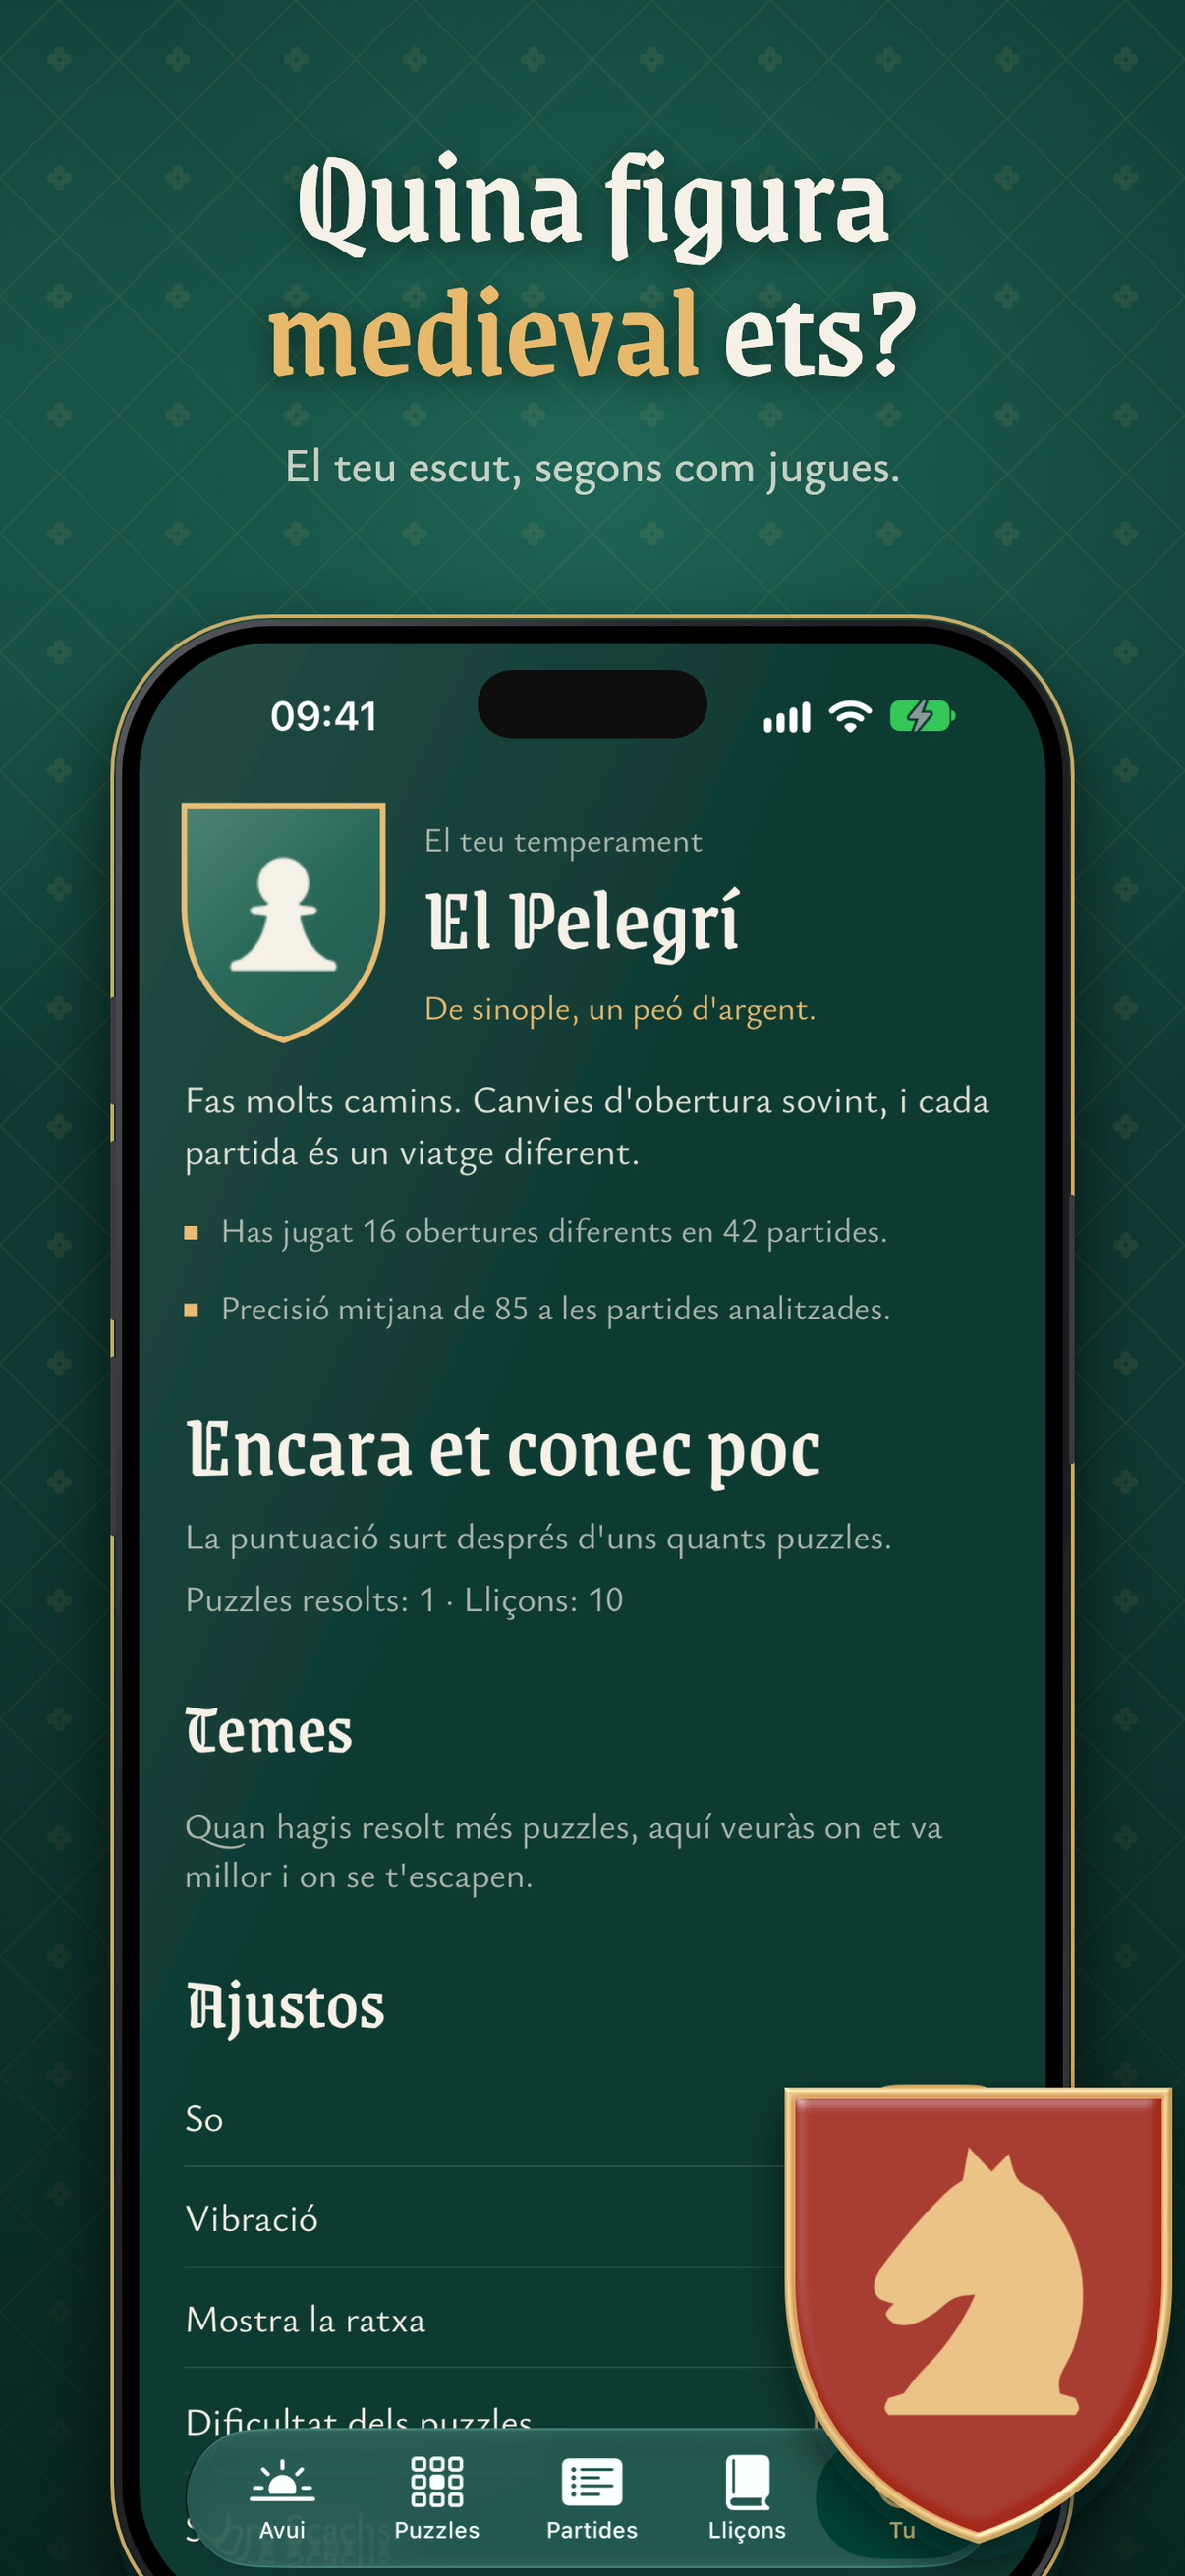 Quina figura
medieval ets?
El teu escut, segons com jugues.
09:41
El teu temperament
El Pelegrí
De sinople, un peó d'argent.
Fas molts camins. Canvies d'obertura sovint, i cada
partida és un viatge diferent.
Has jugat 16 obertures diferents en 42 partides.
Precisió mitjana de 85 a les partides analitzades.
Encara et conec poc
La puntuació surt després d'uns quants puzzles.
Puzzles resolts: 1 · Lliçons: 10
Temes
Quan hagis resolt més puzzles, aquí veuràs on et va
millor i on se t'escapen.
Ajustos
So
Vibració
Mostra la ratxa
Dificultat dels puzzles
Avui Puzzles Partides Lliçons Tu